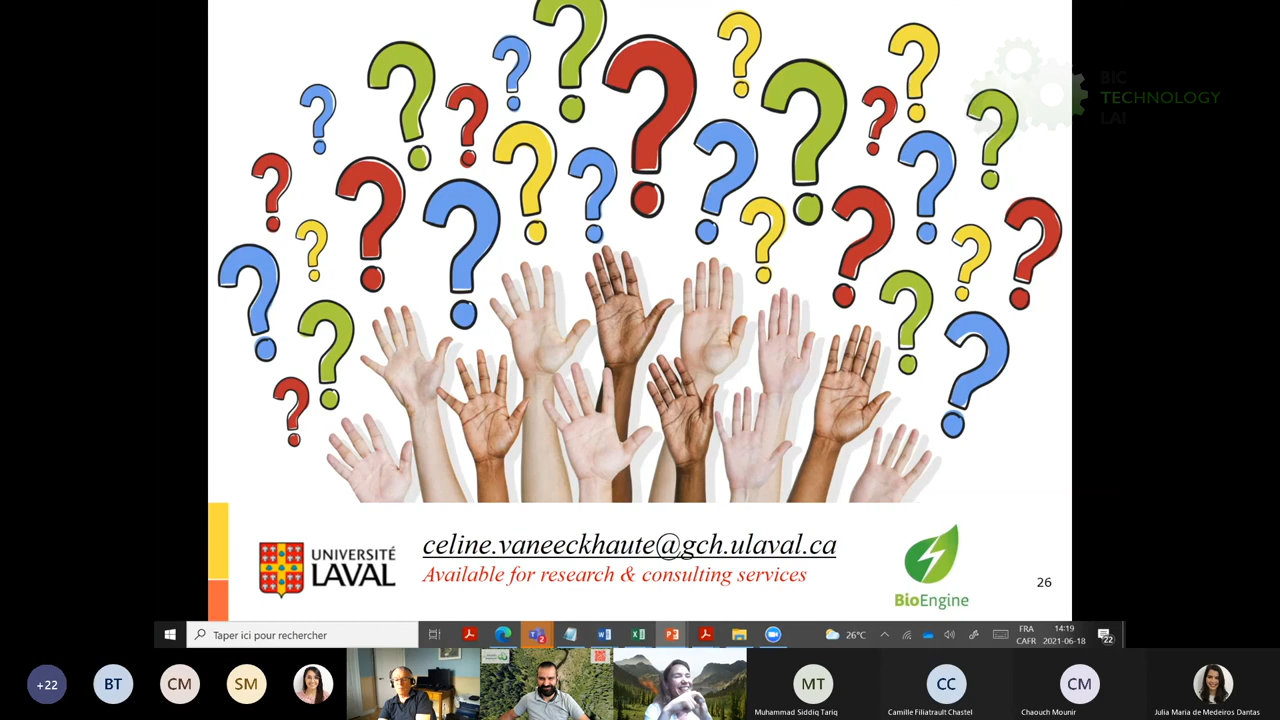 BIC
TECHNOLOGY
LAI
UNIVERSITÉ
LAVAL
celine.vaneeckhaute@gch.ulaval.ca
Available for research & consulting services
BioEngine
26
Taper ici pour rechercher
2
26°C
FRA
CAFR
14:19
2021-06-18
22
+22
BT
CM
SM
MT
CC
CM
Muhammad Siddiq Tariq
Camille Filiatrault Chastel
Chaouch Mounir
Julia Maria de Medeiros Dantas